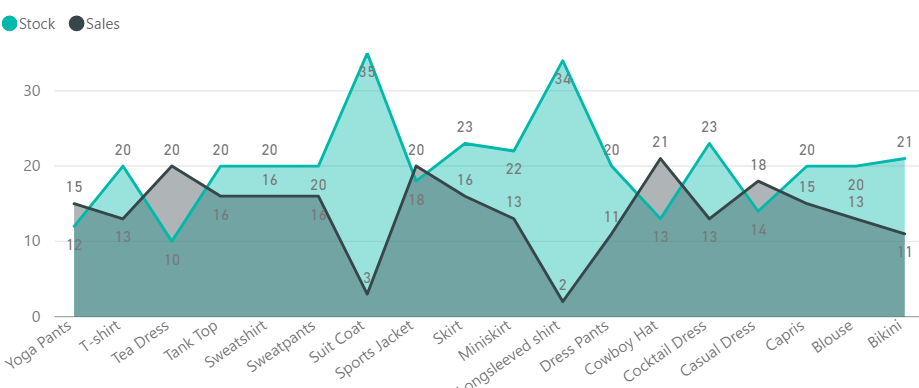 Stock Sales
35
34
30
23 23
20 20 20 20 20 20 21 20 21
20 15 16 20 16 22 18 15 20
12 13 10 16 16 18 13 11 13 13 14 13 11
10
3 2
0
Yoga Pants T-shirt Tea Dress Tank Top Sweatshirt Sweatpants Suit Coat Sports Jacket Skirt Miniskirt Longsleeved shirt Dress Pants Cowboy Hat Cocktail Dress Casual Dress Capris Blouse Bikini